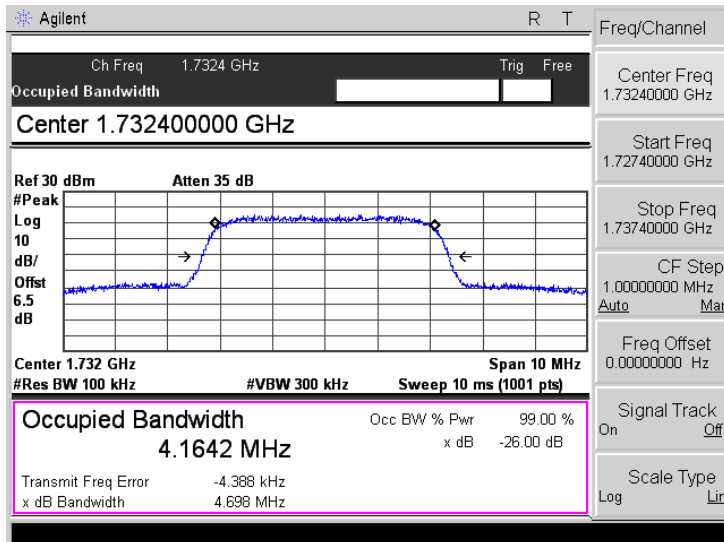 Agilent R T
Ch Freq 1.7324 GHz Trig Free
Occupied Bandwidth
Center 1.732400000 GHz
Ref 30 dBm Atten 35 dB
#Peak
Log
10
dB/
Offst
6.5
dB
Center 1.732 GHz Span 10 MHz
#Res BW 100 kHz #VBW 300 kHz Sweep 10 ms (1001 pts)
Occupied Bandwidth Occ BW % Pwr 99.00 %
4.1642 MHz x dB -26.00 dB
Transmit Freq Error -4.388 kHz
x dB Bandwidth 4.698 MHz
Freq/Channel
Center Freq
1.73240000 GHz
Start Freq
1.72740000 GHz
Stop Freq
1.73740000 GHz
CF Step
1.00000000 MHz
Auto Man
Freq Offset
0.00000000 Hz
Signal Track
On Off
Scale Type
Log Lin